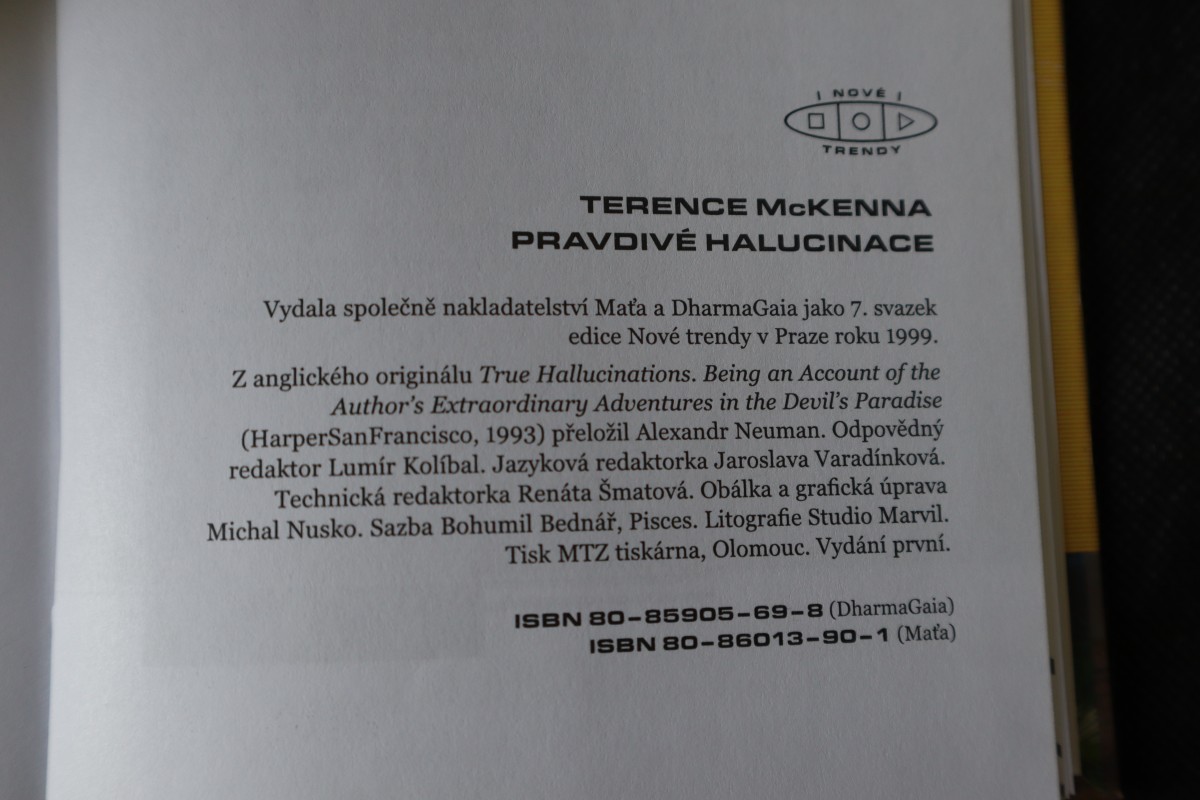 NOVÉ
TRENDY
TERENCE McKENNA
PRAVDIVÉ HALUCINACE
Vydala společně nakladatelství Maťa a DharmaGaia jako 7. svazek
edice Nové trendy v Praze roku 1999.
Z anglického originálu True Hallucinations. Being an Account of the
Author's Extraordinary Adventures in the Devil's Paradise
(HarperSanFrancisco, 1993) přeložil Alexandr Neuman. Odpovědný
redaktor Lumír Kolíbal. Jazyková redaktorka Jaroslava Varadínková.
Technická redaktorka Renáta Šmatová. Obálka a grafická úprava
Michal Nusko. Sazba Bohumil Bednář, Pisces. Litografie Studio Marvil.
Tisk MTZ tiskárna, Olomouc. Vydání první.
ISBN 80–85905–69–8 (DharmaGaia)
ISBN 80–86013–90–1 (Maťa)